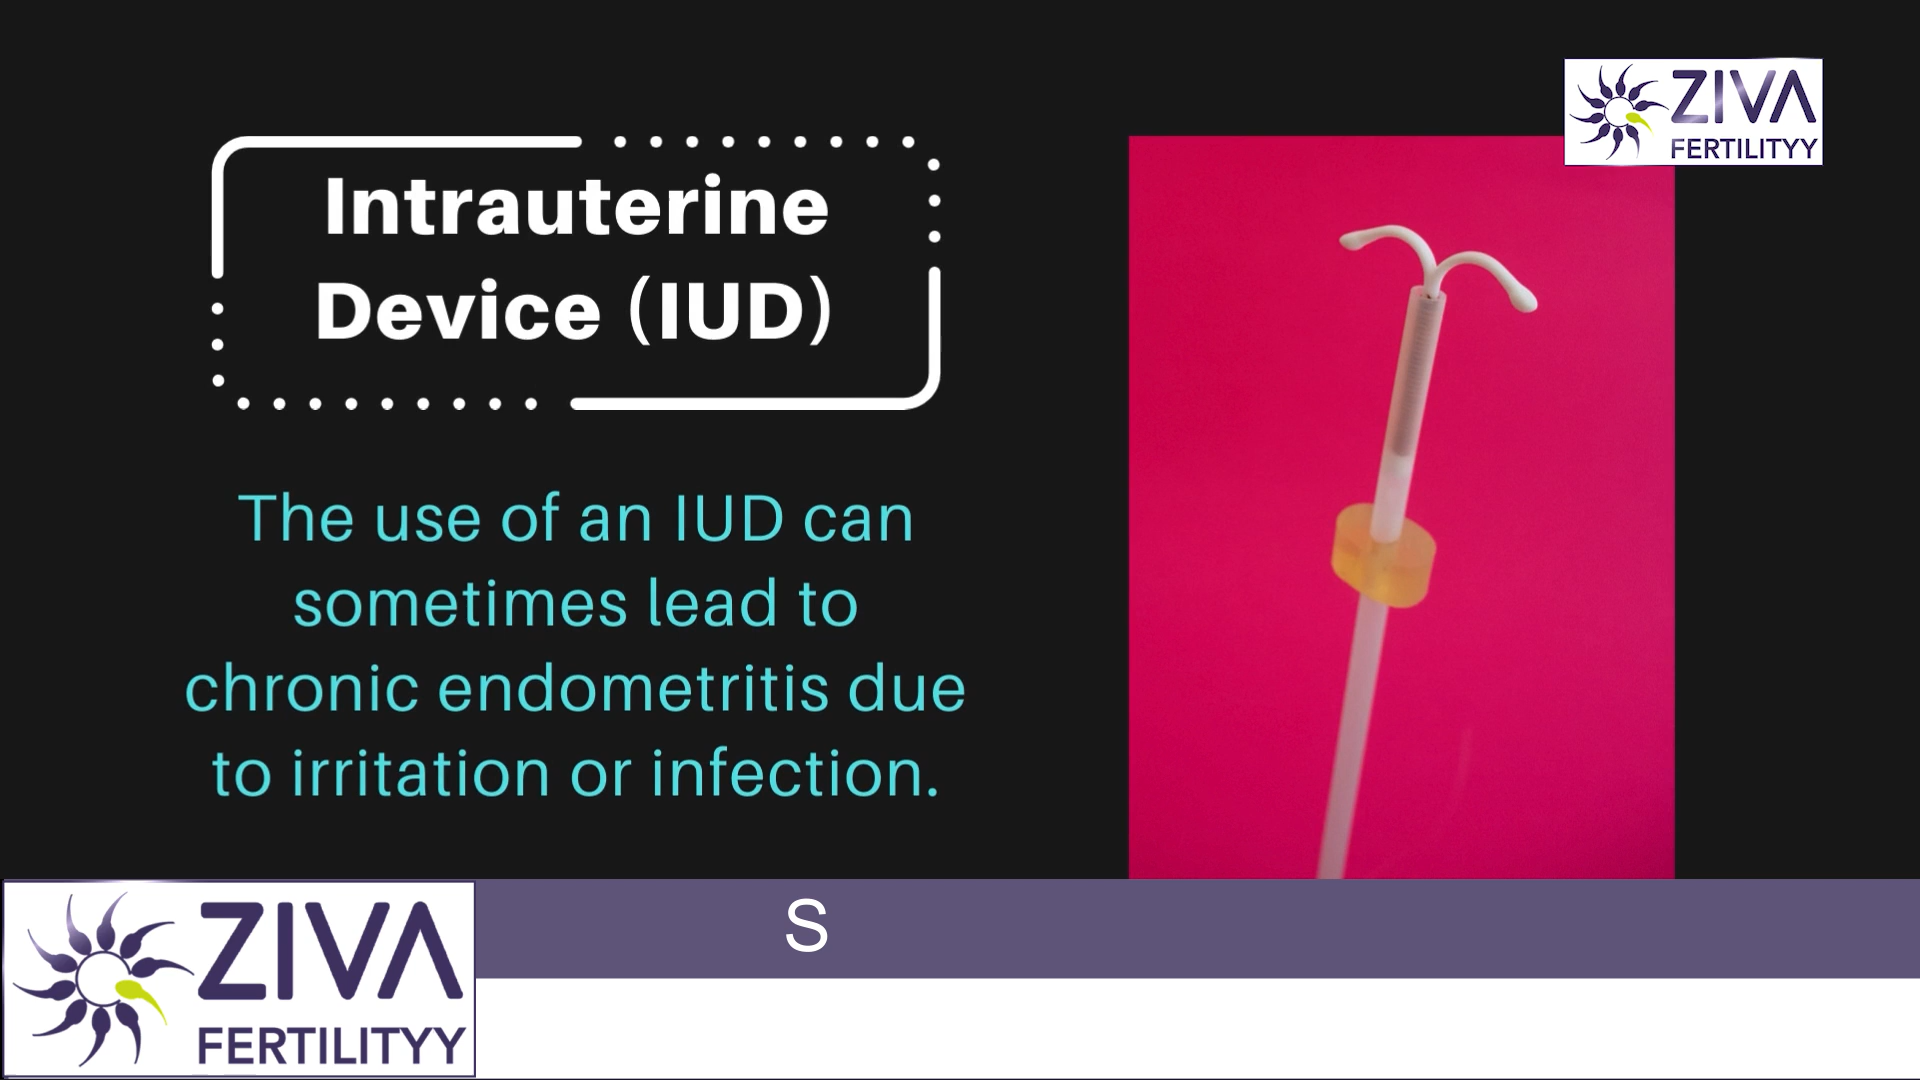 ZIVA
FERTILITYY
Intrauterine
Device (IUD)
The use of an IUD can
sometimes lead to
chronic endometritis due
to irritation or infection.
S
ZIVA
FERTILITYY